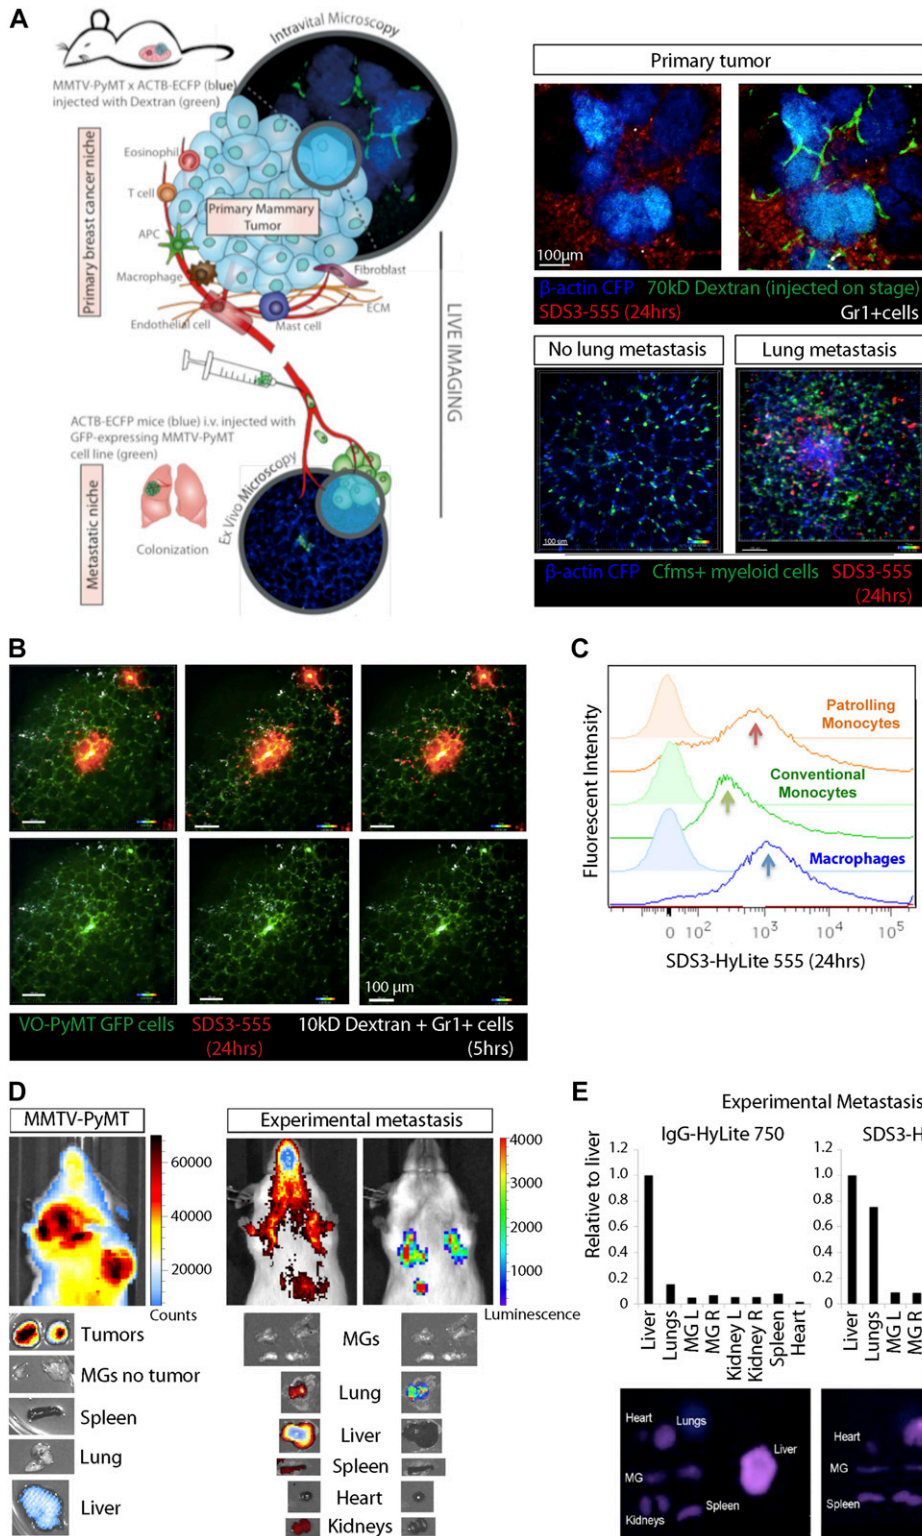 A
Intravital Microscopy
MMTV-PyMT x ACTB-ECFP (blue)
injected with Dextran (green)
Primary breast cancer niche
Eosinophil
T cell
APC
Macrophage
Endothelial cell
Primary Mammary
Tumor
Fibroblast
ECM
Mast cell
LIVE IMAGING
ACTB-ECFP mice (blue) i.v. injected with
GFP-expressing MMTV-PyMT
cell line (green)
Metastatic niche
Colonization
Ex Vivo Microscopy
Primary tumor
100µm
β-actin CFP 70kD Dextran (injected on stage)
SDS3-555 (24hrs) Gr1+cells
No lung metastasis
Lung metastasis
100 um
β-actin CFP Cfms+ myeloid cells SDS3-555
(24hrs)
B
100 µm
VO-PyMT GFP cells SDS3-555 10kD Dextran + Gr1+ cells
(24hrs) (5hrs)
C
Fluorescent Intensity
Patrolling
Monocytes
Conventional
Monocytes
Macrophages
0 10² 10³ 10⁴ 10⁵
SDS3-HyLite 555 (24hrs)
D
MMTV-PyMT
60000
40000
20000
Counts
Tumors
MGs no tumor
Spleen
Lung
Liver
Experimental metastasis
4000
3000
2000
1000
0
Luminescence
MGs
Lung
Liver
Spleen
Heart
Kidneys
E
Experimental Metastasis
IgG-HyLite 750
Relative to liver
1.2
1
0.8
0.6
0.4
0.2
0
Liver
Lungs
MG L
MG R
Kidney L
Kidney R
Spleen
Heart
SDS3-H
1.2
1
0.8
0.6
0.4
0.2
0
Liver
Lungs
MG L
MG R
Heart
Lungs
Liver
MG
Kidneys
Spleen
Heart
MG
Spleen